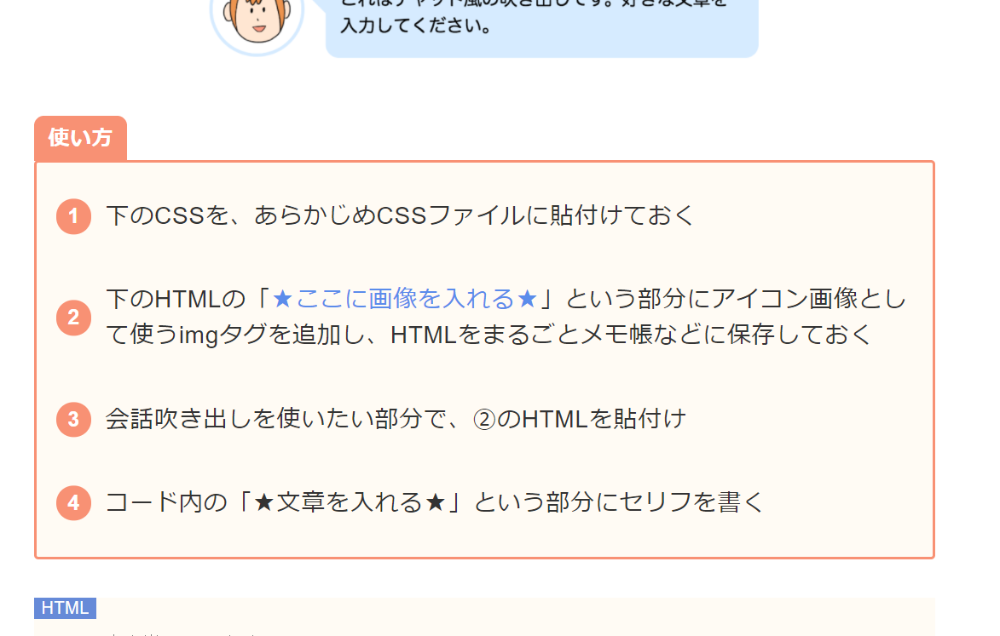 これはチャット風の吹き出しです。好きな文章を
入力してください。
使い方
1 下のCSSを、あらかじめCSSファイルに貼付けておく
2 下のHTMLの「★ここに画像を入れる★」という部分にアイコン画像とし
て使うimgタグを追加し、HTMLをまるごとメモ帳などに保存しておく
3 会話吹き出しを使いたい部分で、②のHTMLを貼付け
4 コード内の「★文章を入れる★」という部分にセリフを書く
HTML